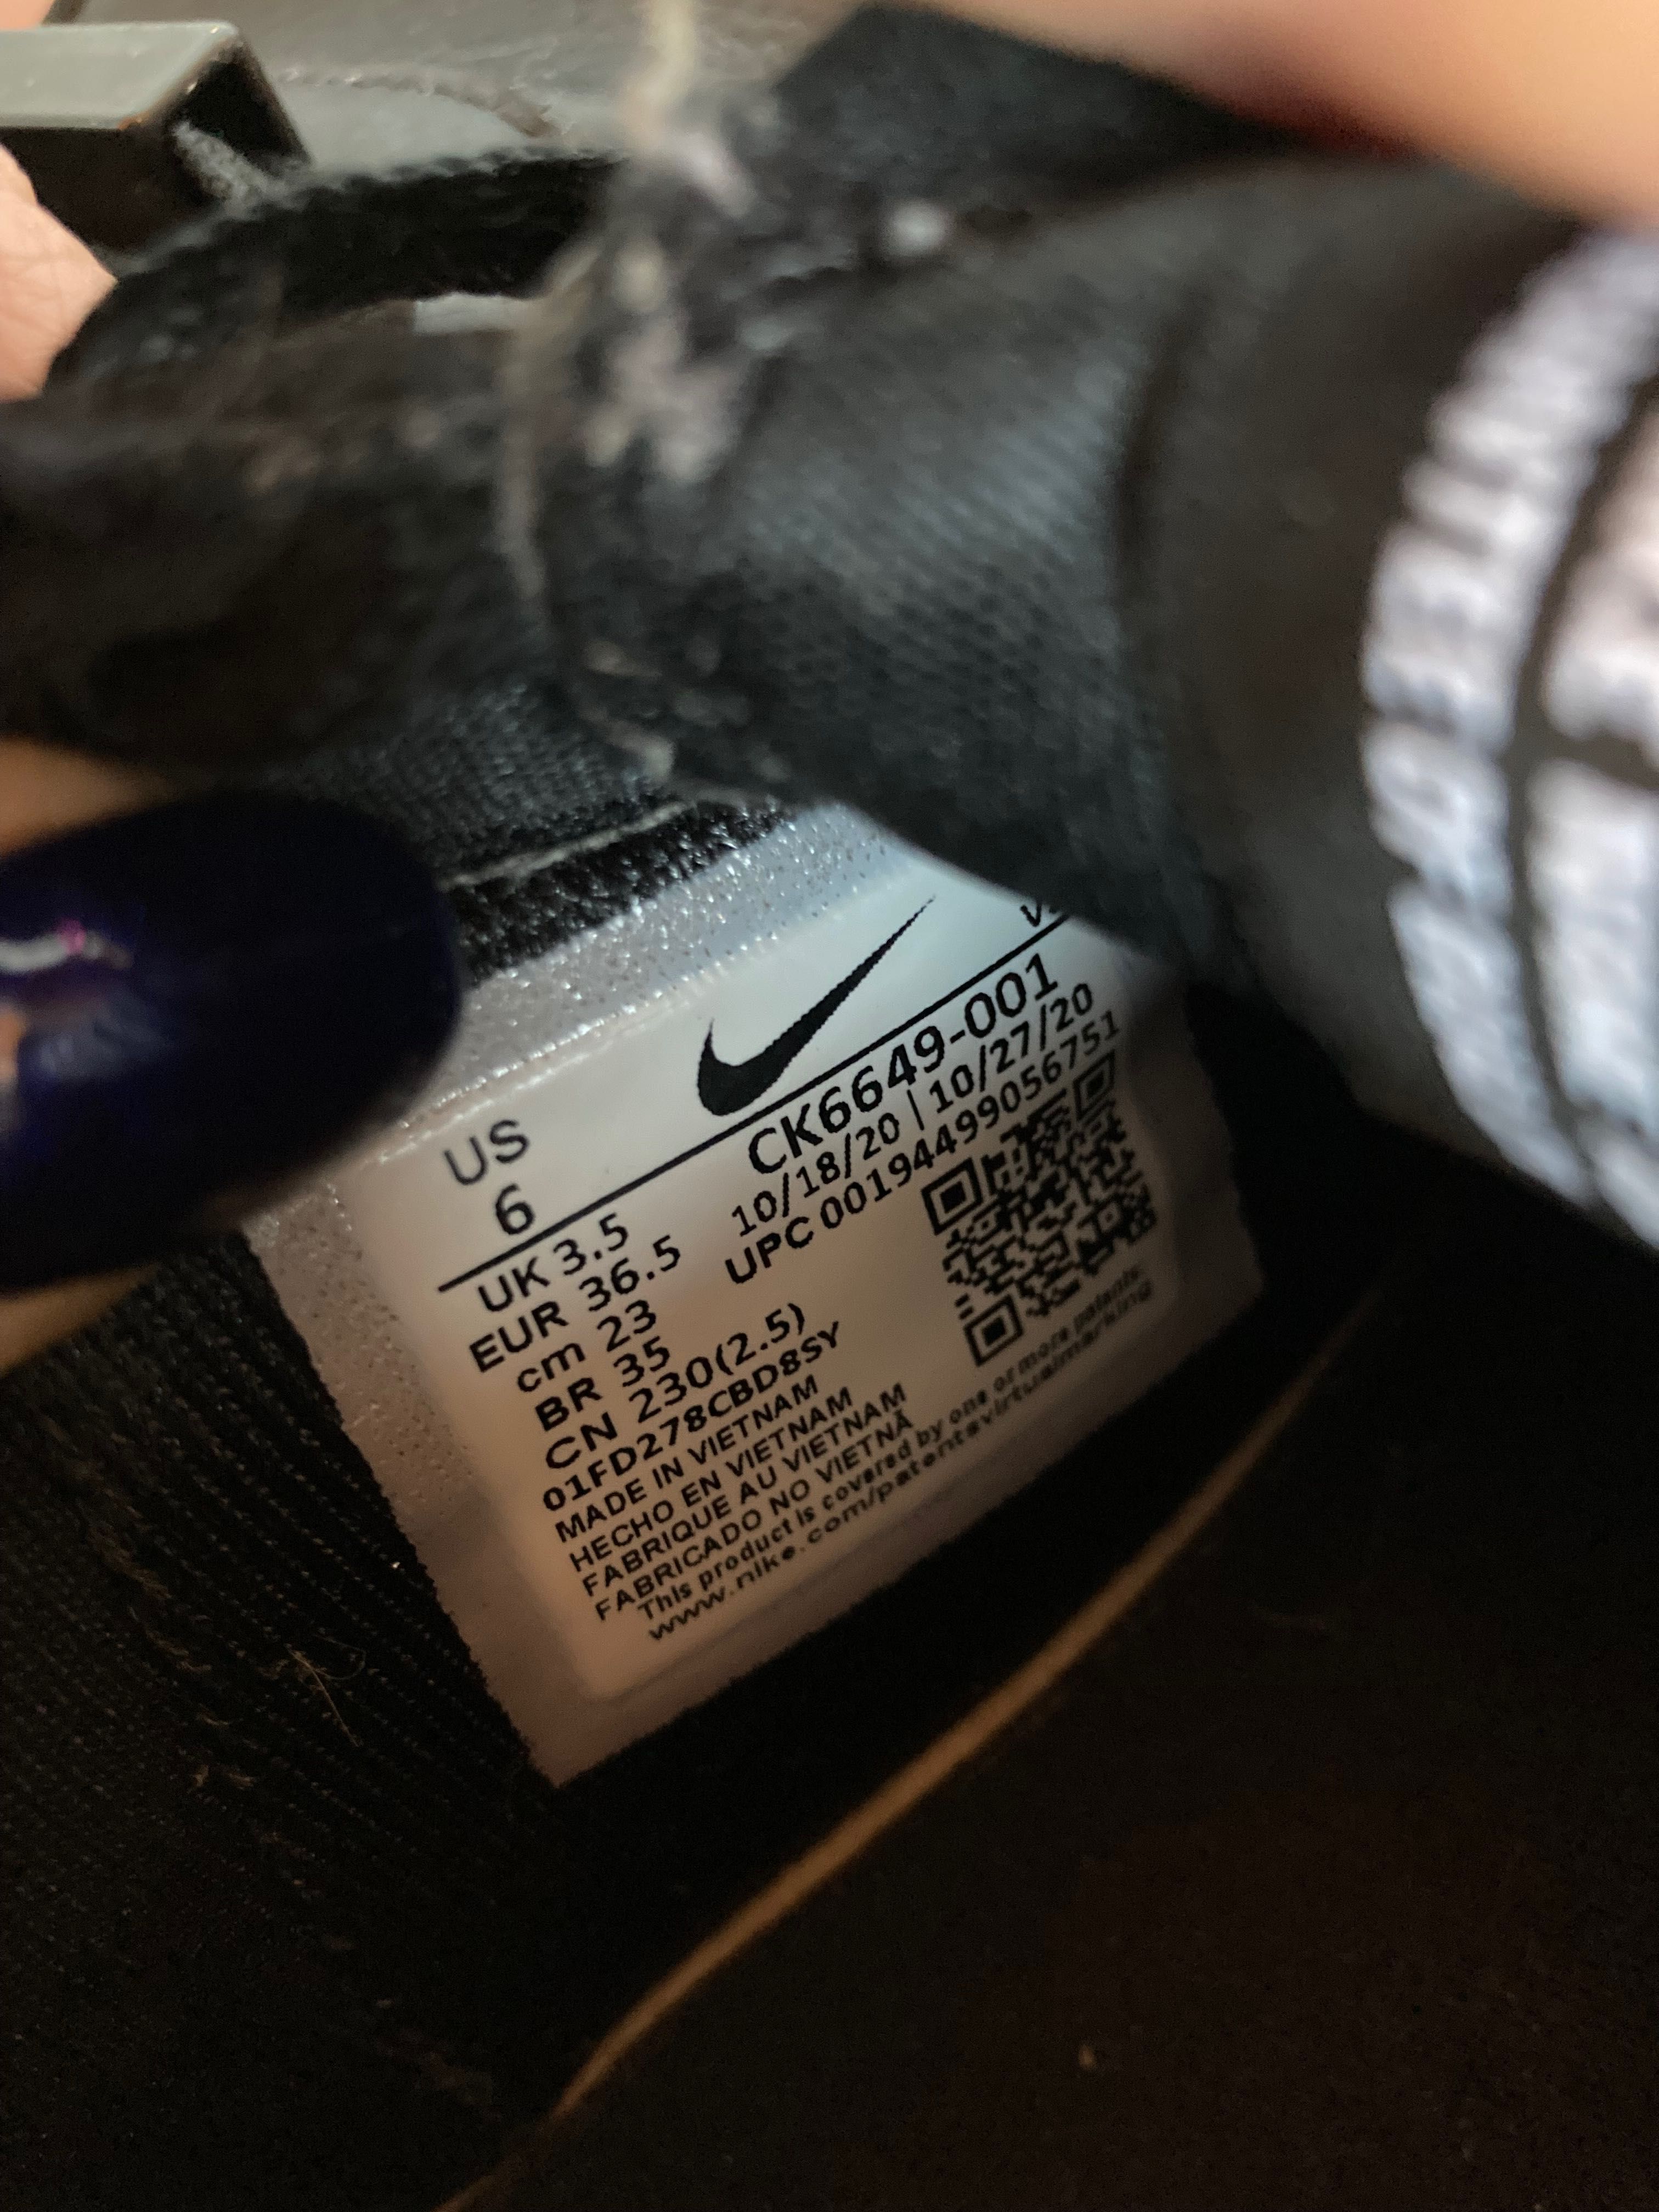 US
6
UK 3.5
EUR 36.5
cm 23
BR 35
CN 230(2.5)
01FD278CBD8SY
MADE IN VIETNAM
HECHO EN VIETNAM
FABRIQUE AU VIETNAM
FABRICADO NO VIETNÃ
This product is covered by one or more patents:
www.nike.com/patentsvirtualmarking
CK6649-001
10/18/20 | 10/27/20
UPC 00194499056751